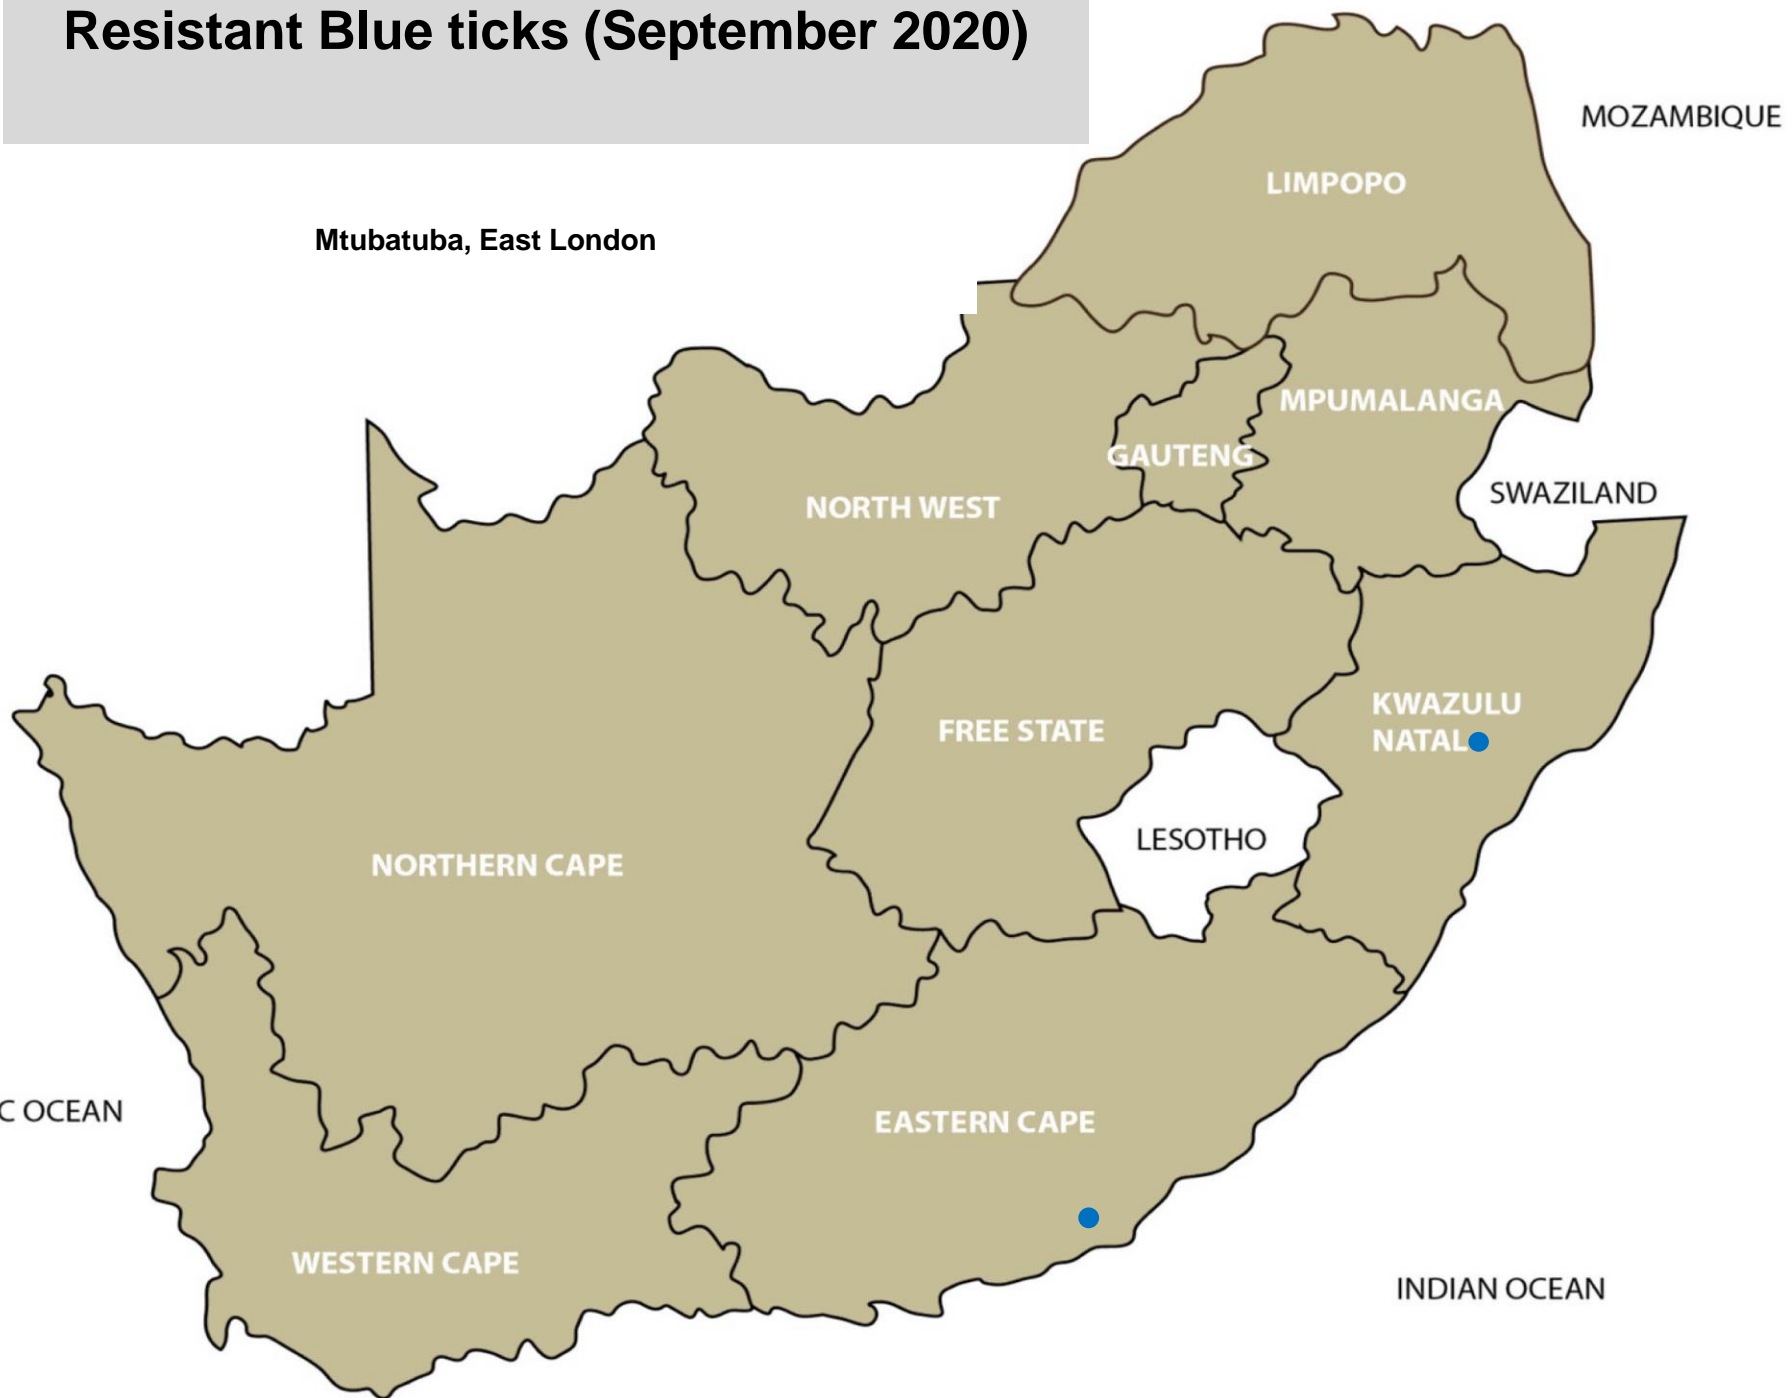 Resistant Blue ticks (September 2020)
MOZAMBIQUE
LIMPOPO
Mtubatuba, East London
MPUMALANGA
GAUTENG
SWAZILAND
NORTH WEST
KWAZULU
NATAL
FREE STATE
LESOTHO
NORTHERN CAPE
C OCEAN
EASTERN CAPE
WESTERN CAPE
INDIAN OCEAN